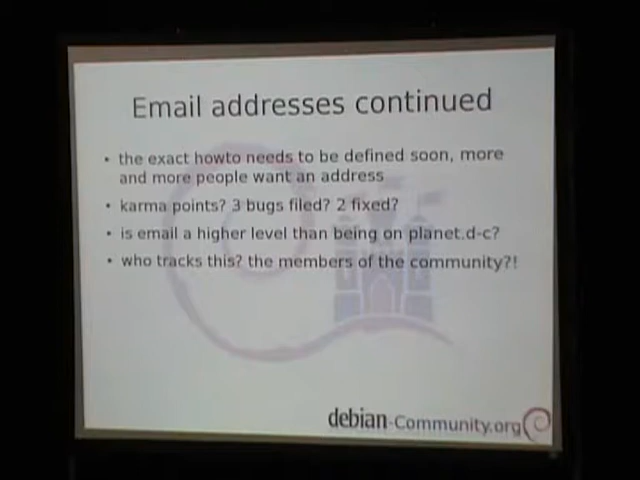 Email addresses continued
• the exact howto needs to be defined soon, more
and more people want an address
• karma points? 3 bugs filed? 2 fixed?
• is email a higher level than being on planet.d-c?
• who tracks this? the members of the community?!
debian-Community.org